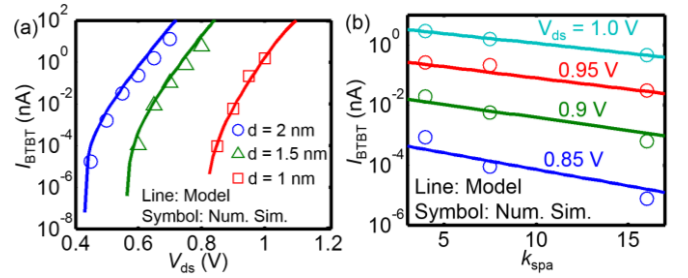 (a)
I_BTBT (nA)
10^2
10^0
10^-2
10^-4
10^-6
10^-8
d = 2 nm
d = 1.5 nm
d = 1 nm
Line: Model
Symbol: Num. Sim.
0.4 0.6 0.8 1 1.2
V_ds (V)
(b)
I_BTBT (nA)
10^0
10^-2
10^-4
10^-6
V_ds = 1.0 V
0.95 V
0.9 V
0.85 V
Line: Model
Symbol: Num. Sim.
5 10 15
k_spa